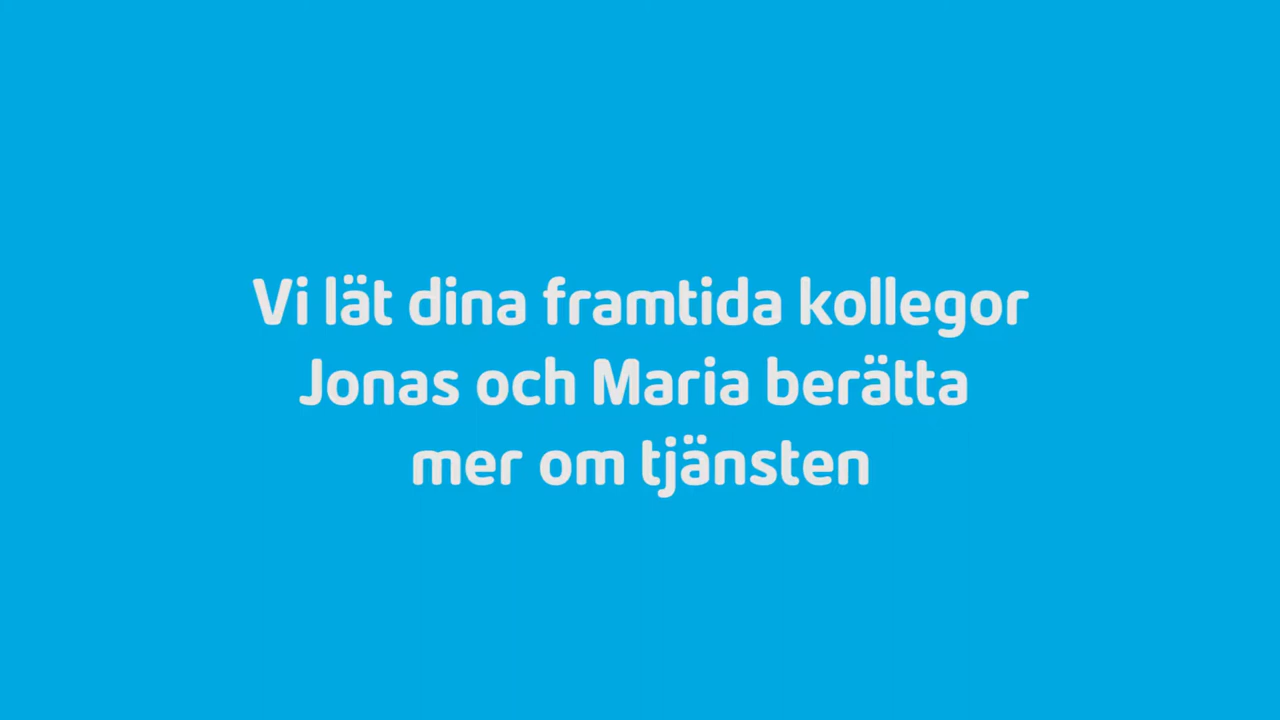 Vi lät dina framtida kollegor
Jonas och Maria berätta
mer om tjänsten